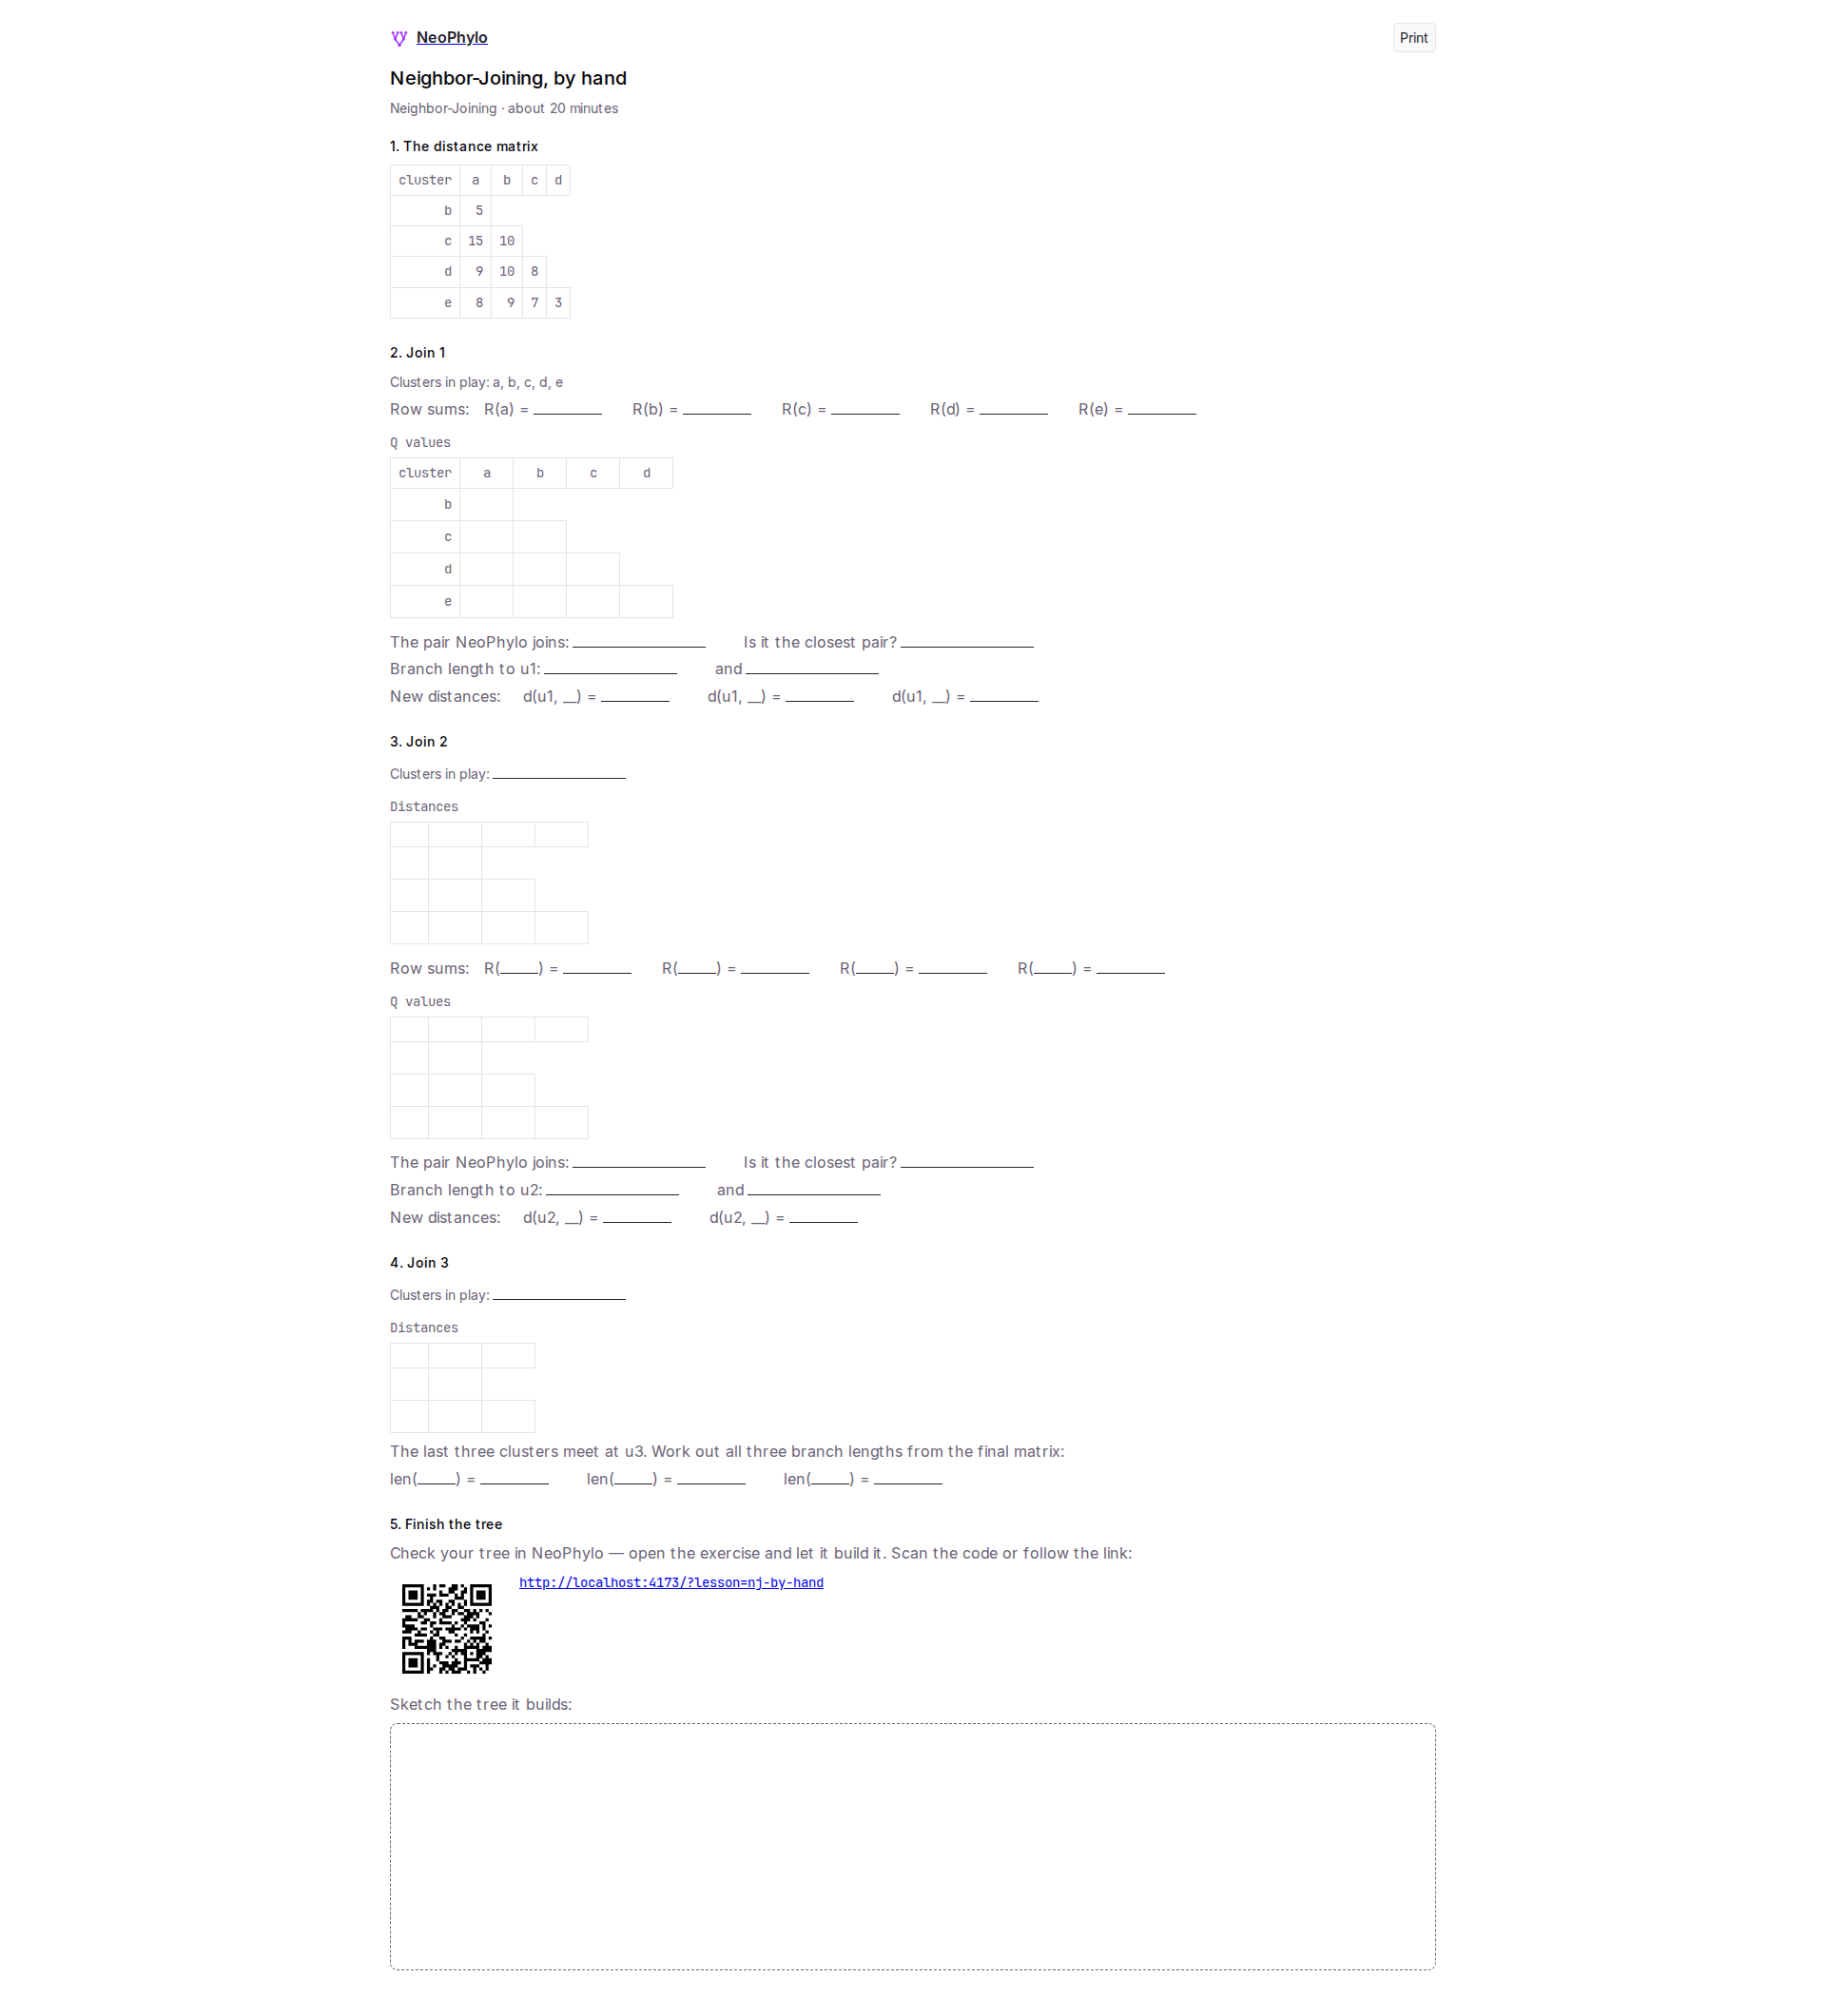 NeoPhylo
Print
Neighbor-Joining, by hand
Neighbor-Joining · about 20 minutes
1. The distance matrix
cluster a b c d
b 5
c 15 10
d 9 10 8
e 8 9 7 3
2. Join 1
Clusters in play: a, b, c, d, e
Row sums: R(a) = R(b) = R(c) = R(d) = R(e) =
Q values
cluster a b c d
b
c
d
e
The pair NeoPhylo joins: Is it the closest pair?
Branch length to u1: and
New distances: d(u1, __) = d(u1, __) = d(u1, __) =
3. Join 2
Clusters in play:
Distances
Row sums: R( ) = R( ) = R( ) = R( ) =
Q values
The pair NeoPhylo joins: Is it the closest pair?
Branch length to u2: and
New distances: d(u2, __) = d(u2, __) =
4. Join 3
Clusters in play:
Distances
The last three clusters meet at u3. Work out all three branch lengths from the final matrix:
len( ) = len( ) = len( ) =
5. Finish the tree
Check your tree in NeoPhylo — open the exercise and let it build it. Scan the code or follow the link:
http://localhost:4173/?lesson=nj-by-hand
Sketch the tree it builds: